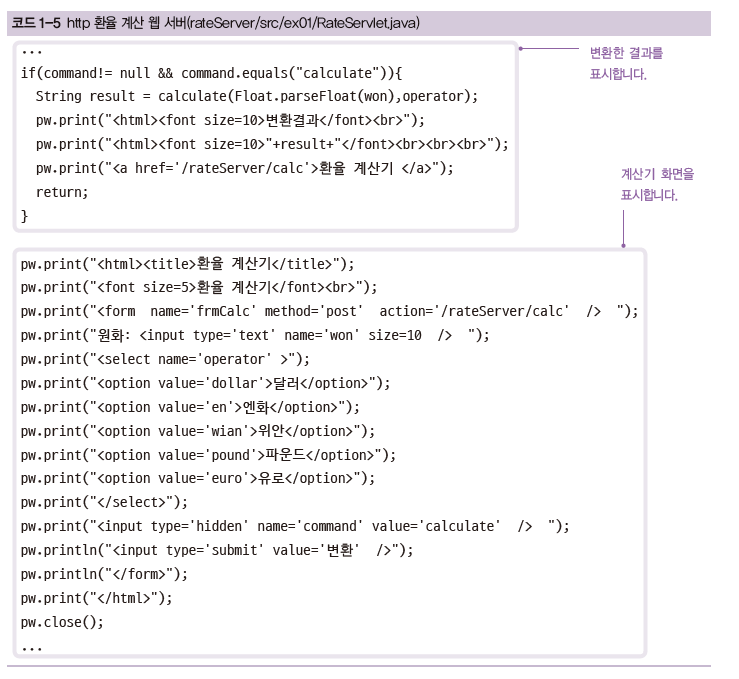 코드 1-5 http 환율 계산 웹 서버(rateServer/src/ex01/RateServlet.java)
...
if(command!= null && command.equals("calculate")){
  String result = calculate(Float.parseFloat(won),operator);
  pw.print("<html><font size=10>변환결과</font><br>");
  pw.print("<html><font size=10>"+result+"</font><br><br><br>");
  pw.print("<a href='/rateServer/calc'>환율 계산기 </a>");
  return;
}
변환한 결과를
표시합니다.
계산기 화면을
표시합니다.
pw.print("<html><title>환율 계산기</title>");
pw.print("<font size=5>환율 계산기</font><br>");
pw.print("<form  name='frmCalc' method='post'  action='/rateServer/calc'  />  ");
pw.print("원화: <input type='text' name='won' size=10  />  ");
pw.print("<select name='operator' >");
pw.print("<option value='dollar'>달러</option>");
pw.print("<option value='en'>엔화</option>");
pw.print("<option value='wian'>위안</option>");
pw.print("<option value='pound'>파운드</option>");
pw.print("<option value='euro'>유로</option>");
pw.print("</select>");
pw.print("<input type='hidden' name='command' value='calculate'  />  ");
pw.println("<input type='submit' value='변환'  />");
pw.println("</form>");
pw.print("</html>");
pw.close();
...